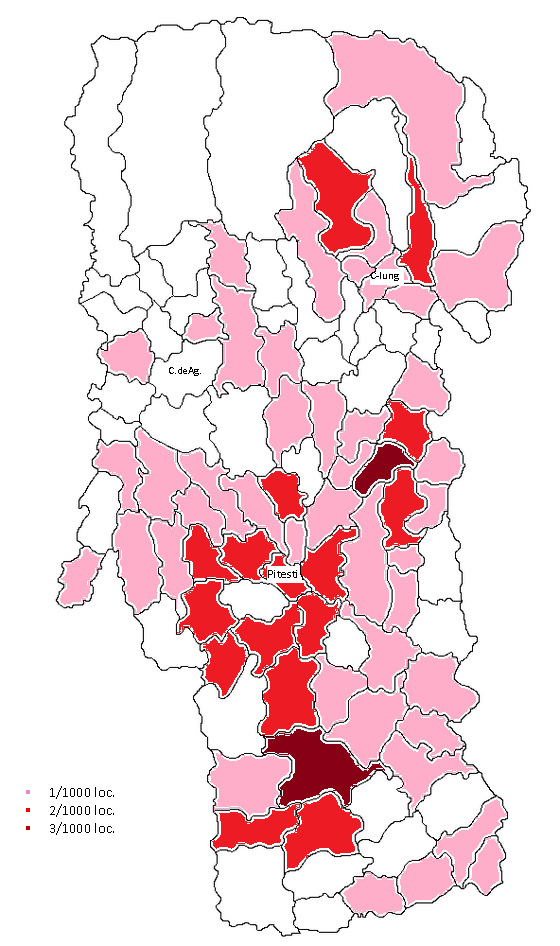 C-lung
C.deAg.
Pitesti
1/1000 loc.
2/1000 loc.
3/1000 loc.